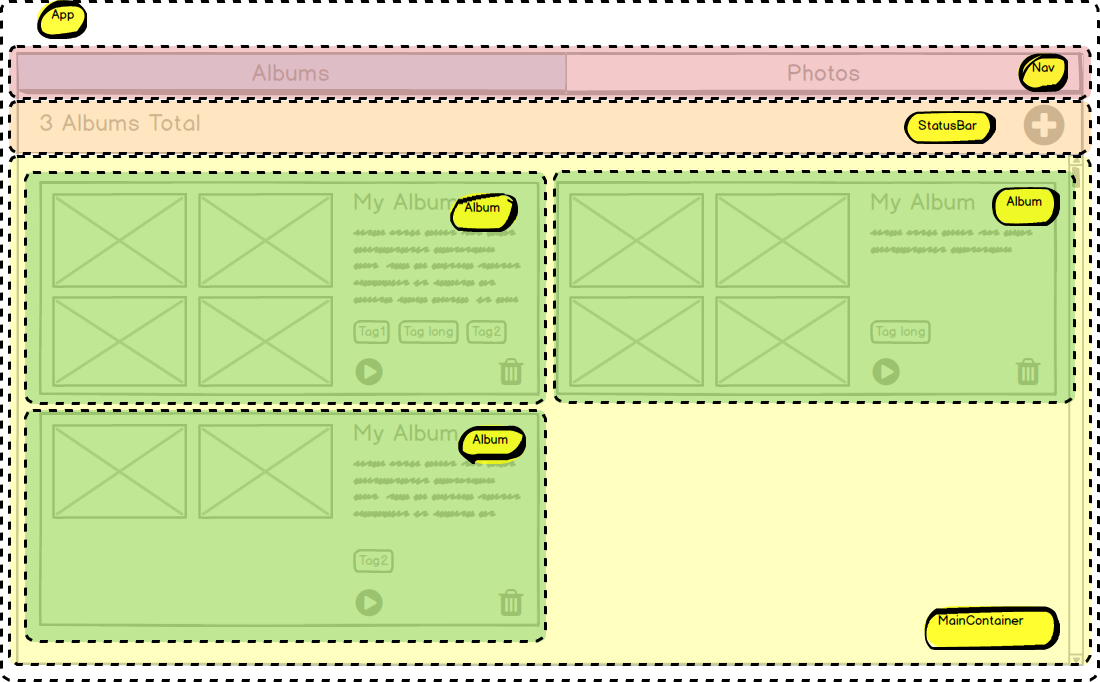 App
Albums
Photos
Nav
3 Albums Total
StatusBar
My Album
Album
Tag1
Tag long
Tag2
My Album
Album
Tag long
My Album
Album
Tag2
MainContainer